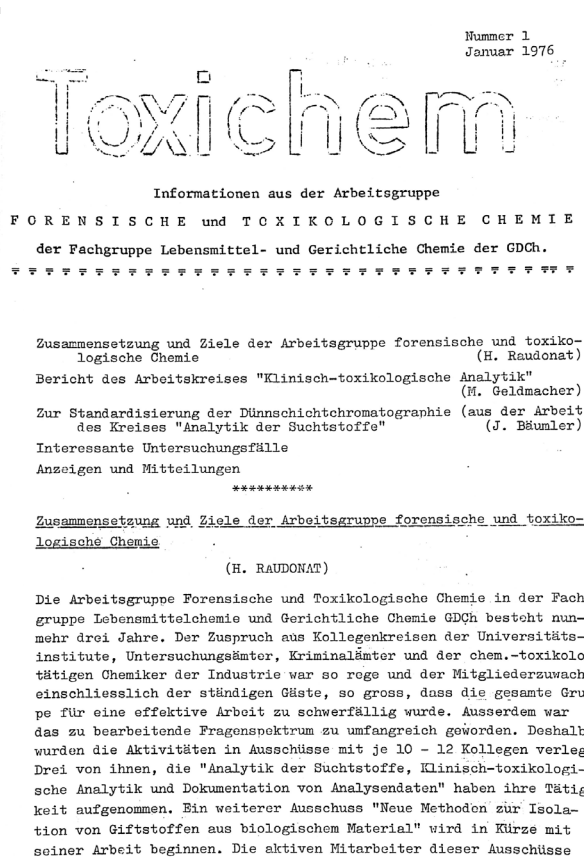 Nummer 1
Januar 1976
Toxichem
Informationen aus der Arbeitsgruppe
FORENSISCHE und TOXIKOLOGISCHE CHEMIE
der Fachgruppe Lebensmittel- und Gerichtliche Chemie der GDCh.
Zusammensetzung und Ziele der Arbeitsgruppe forensische und toxiko-
logische Chemie (H. Raudonat)
Bericht des Arbeitskreises "Klinisch-toxikologische Analytik"
(M. Geldmacher)
Zur Standardisierung der Dünnschichtchromatographie (aus der Arbeit
des Kreises "Analytik der Suchtstoffe" (J. Bäumler)
Interessante Untersuchungsfälle
Anzeigen und Mitteilungen
**********
Zusammensetzung und Ziele der Arbeitsgruppe forensische und toxiko-
logische Chemie
(H. RAUDONAT)
Die Arbeitsgruppe Forensische und Toxikologische Chemie in der Fach
gruppe Lebensmittelchemie und Gerichtliche Chemie GDCh besteht nun-
mehr drei Jahre. Der Zuspruch aus Kollegenkreisen der Universitäts-
institute, Untersuchungsämter, Kriminalämter und der chem.-toxikolo
tätigen Chemiker der Industrie war so rege und der Mitgliederzuwach
einschliesslich der ständigen Gäste, so gross, dass die gesamte Gru
pe für eine effektive Arbeit zu schwerfällig wurde. Ausserdem war
das zu bearbeitende Fragenspektrum zu umfangreich geworden. Deshalb
wurden die Aktivitäten in Ausschüsse mit je 10 - 12 Kollegen verleg
Drei von ihnen, die "Analytik der Suchtstoffe, Klinisch-toxikologi-
sche Analytik und Dokumentation von Analysendaten" haben ihre Tätig
keit aufgenommen. Ein weiterer Ausschuss "Neue Methoden zur Isola-
tion von Giftstoffen aus biologischem Material" wird in Kürze mit
seiner Arbeit beginnen. Die aktiven Mitarbeiter dieser Ausschüsse